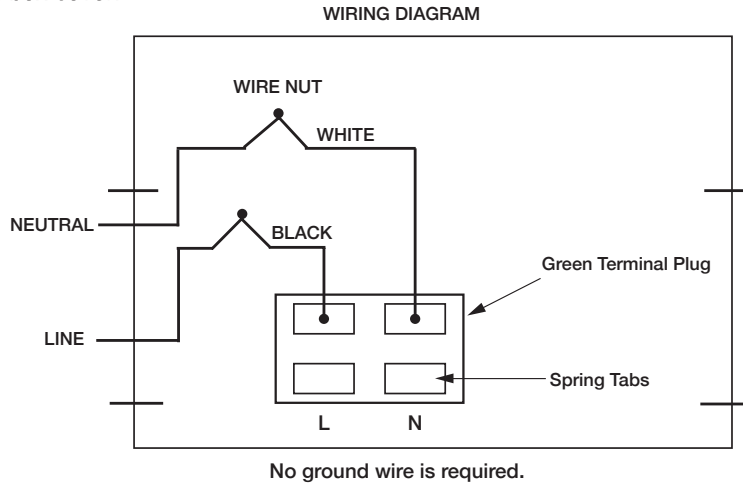 WIRING DIAGRAM
WIRE NUT
WHITE
NEUTRAL
BLACK
Green Terminal Plug
LINE
Spring Tabs
L N
No ground wire is required.